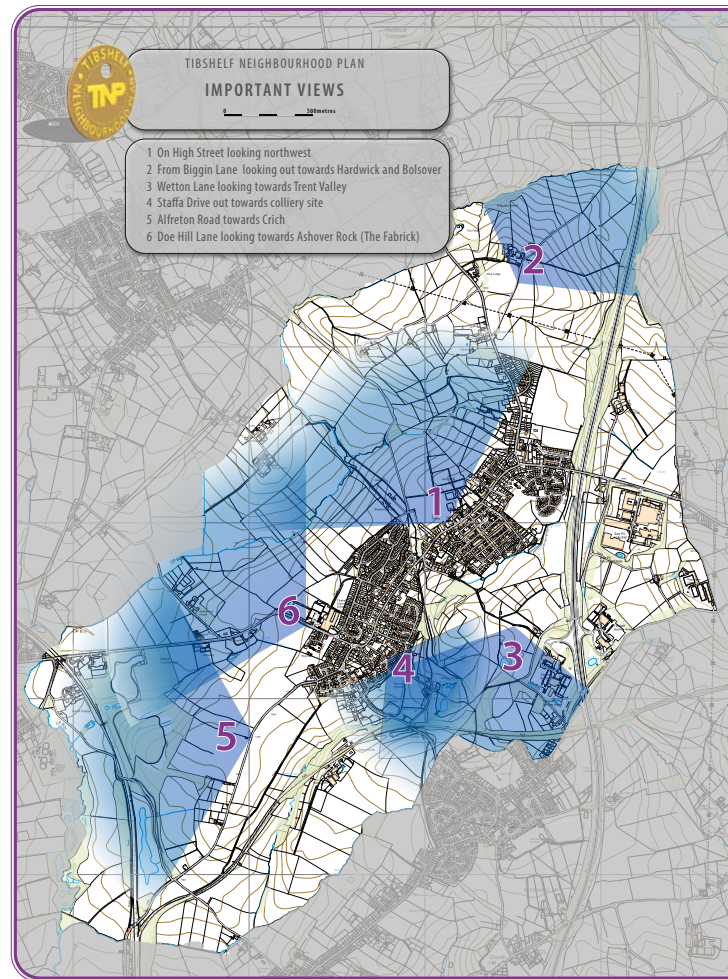 TIBSHELF
TNP
NEIGHBOURHOOD PLAN
TIBSHELF NEIGHBOURHOOD PLAN
IMPORTANT VIEWS
0 500metres
1 On High Street looking northwest
2 From Biggin Lane looking out towards Hardwick and Bolsover
3 Wetton Lane looking towards Trent Valley
4 Staffa Drive out towards colliery site
5 Alfreton Road towards Crich
6 Doe Hill Lane looking towards Ashover Rock (The Fabrick)
2
1
6
3
4
5